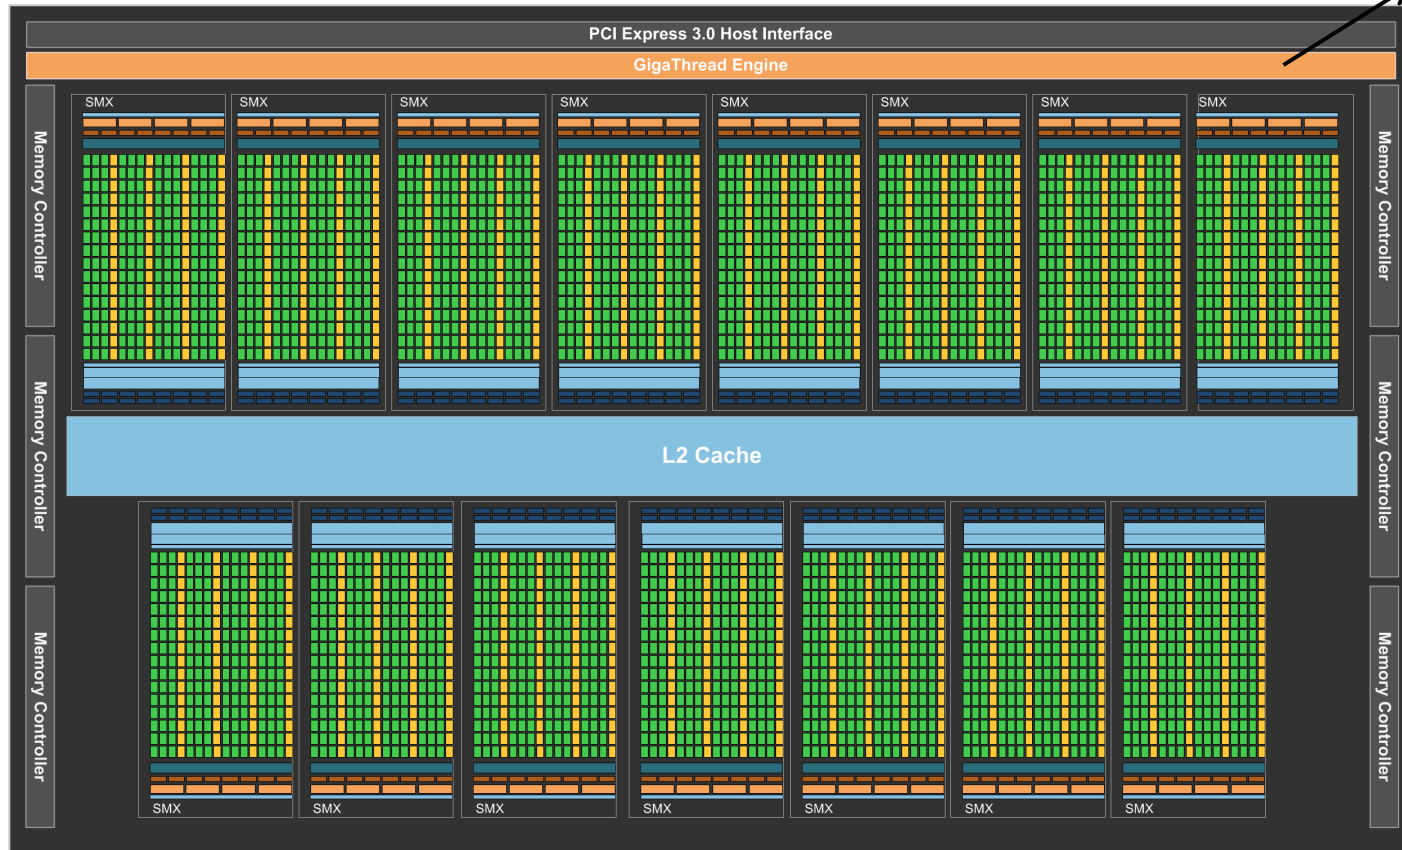 PCI Express 3.0 Host Interface
GigaThread Engine
SMX SMX SMX SMX SMX SMX SMX SMX
Memory Controller
Memory Controller
Memory Controller
L2 Cache
Memory Controller
Memory Controller
Memory Controller
SMX SMX SMX SMX SMX SMX SMX